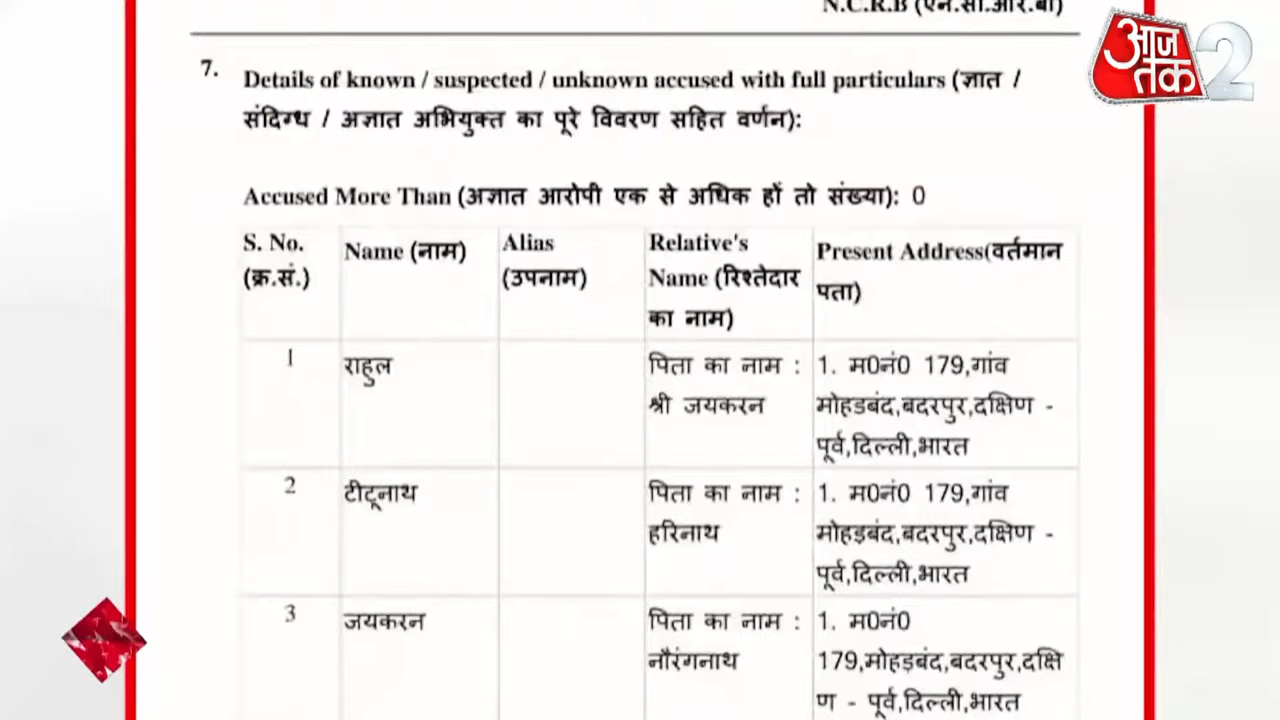 N.C.R.B (एन.सी.आर.बी)
आज तक 2
7. Details of known / suspected / unknown accused with full particulars (ज्ञात /
संदिग्ध / अज्ञात अभियुक्त का पूरे विवरण सहित वर्णन):
Accused More Than (अज्ञात आरोपी एक से अधिक हों तो संख्या): 0
S. No. (क्र.सं.)
Name (नाम)
Alias (उपनाम)
Relative's Name (रिश्तेदार का नाम)
Present Address(वर्तमान पता)
1
राहुल
पिता का नाम :
श्री जयकरन
1. म0नं0 179,गांव
मोहडबंद,बदरपुर,दक्षिण -
पूर्व,दिल्ली,भारत
2
टीटूनाथ
पिता का नाम :
हरिनाथ
1. म0नं0 179,गांव
मोहड़बंद,बदरपुर,दक्षिण -
पूर्व,दिल्ली,भारत
3
जयकरन
पिता का नाम :
नौरंगनाथ
1. म0नं0
179,मोहड़बंद,बदरपुर,दक्षि
ण - पूर्व,दिल्ली,भारत